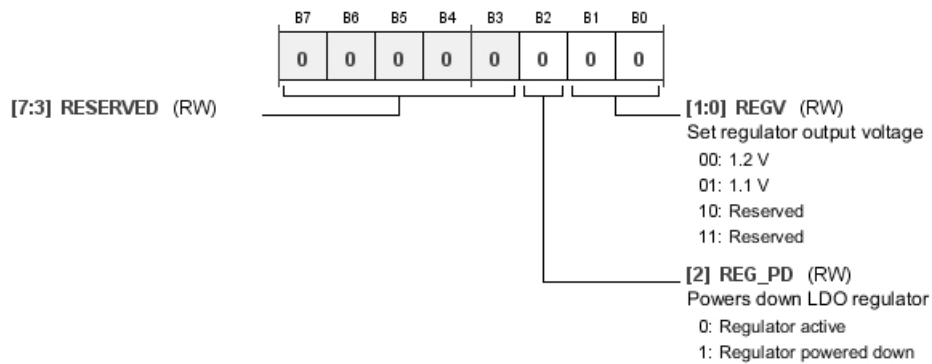 B7 B6 B5 B4 B3 B2 B1 B0
0 0 0 0 0 0 0 0
[7:3] RESERVED (RW)
[1:0] REGV (RW)
Set regulator output voltage
00: 1.2 V
01: 1.1 V
10: Reserved
11: Reserved
[2] REG_PD (RW)
Powers down LDO regulator
0: Regulator active
1: Regulator powered down